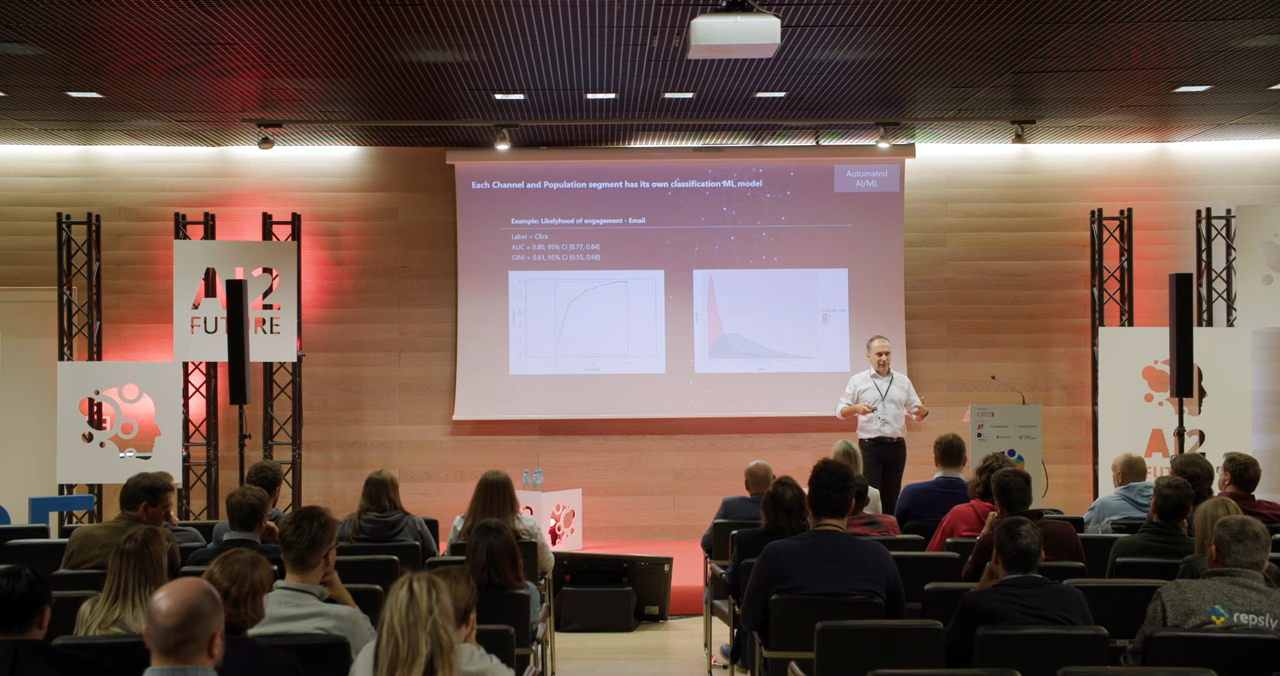 Each Channel and Population segment has its own classification ML model
Automated
AI/ML
Example: Likelyhood of engagement - Email
Label = Click
AUC = 0.80, 95% CI [0.77, 0.84]
GINI = 0.61, 95% CI [0.55, 0.68]
AI2
FUTURE
repsly